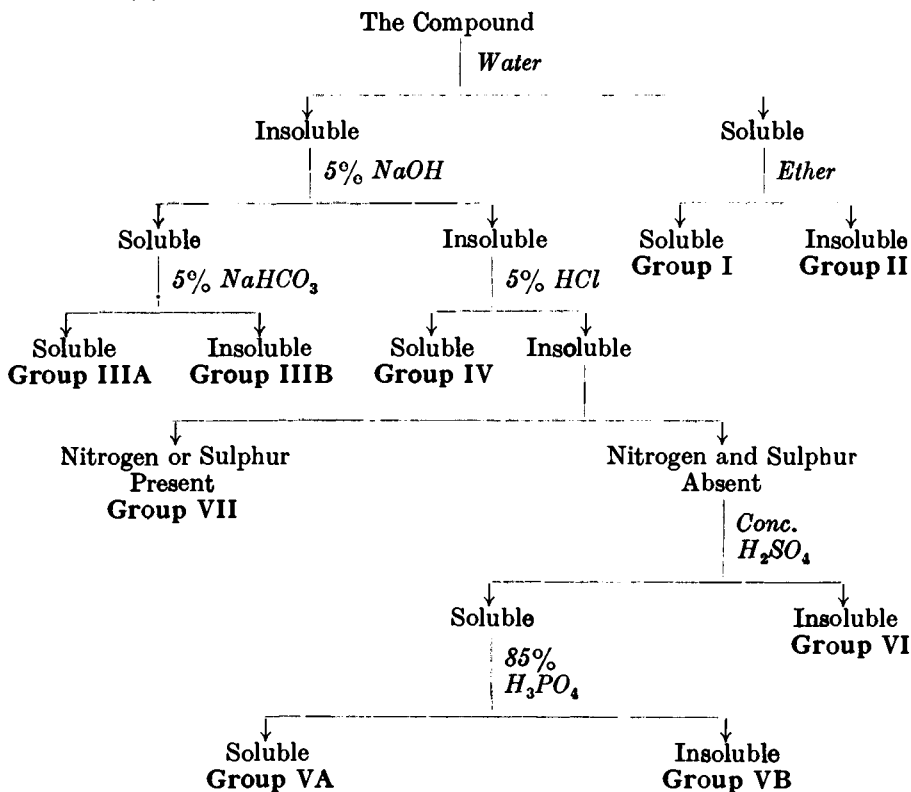 The Compound
Water
Insoluble
Soluble
5% NaOH
Ether
Soluble
Insoluble
Soluble
Insoluble
5% NaHCO₃
5% HCl
Group I
Group II
Soluble
Insoluble
Soluble
Insoluble
Group IIIA
Group IIIB
Group IV
Nitrogen or Sulphur
Present
Group VII
Nitrogen and Sulphur
Absent
Conc.
H₂SO₄
Soluble
Insoluble
Group VI
85%
H₃PO₄
Soluble
Group VA
Insoluble
Group VB